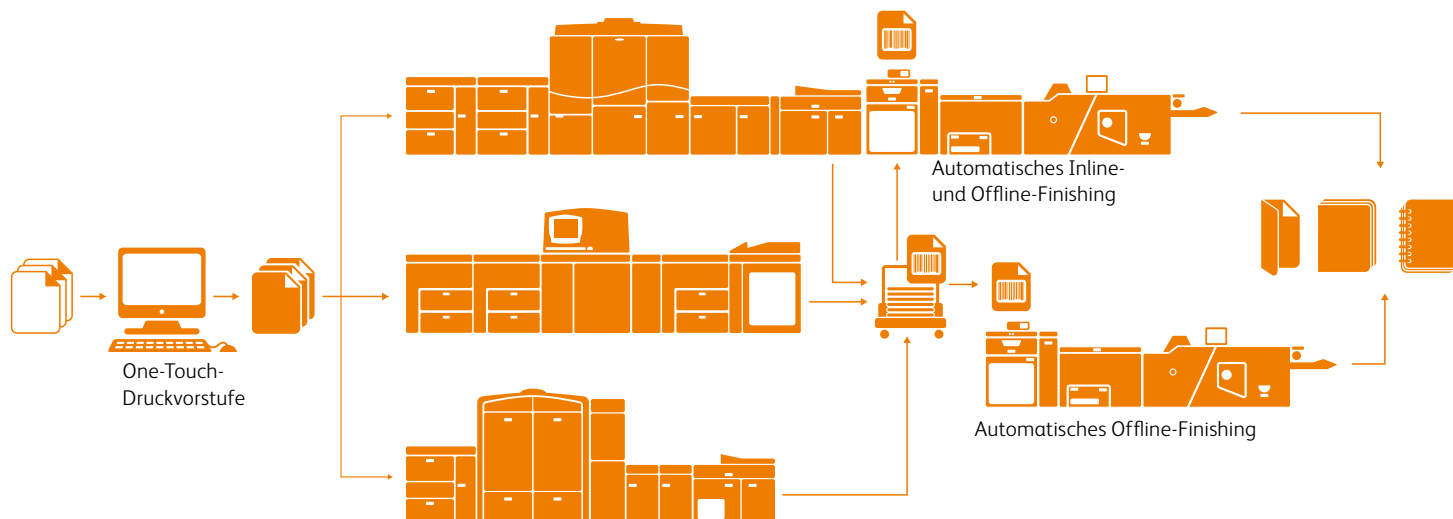 Automatisches Inline-
und Offline-Finishing
One-Touch-
Druckvorstufe
Automatisches Offline-Finishing